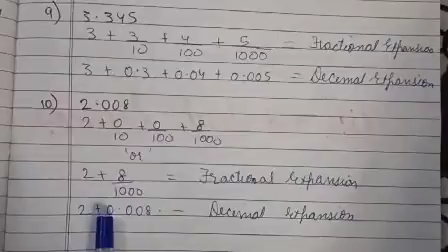 9) 3.345
3 + 3/10 + 4/100 + 5/1000 = Fractional Expansion
3 + 0.3 + 0.04 + 0.005 = Decimal Expansion
10) 2.008
2 + 0/10 + 0/100 + 8/1000
'or'
2 + 8/1000 = Fractional Expansion
2 + 0.008. - Decimal Expansion